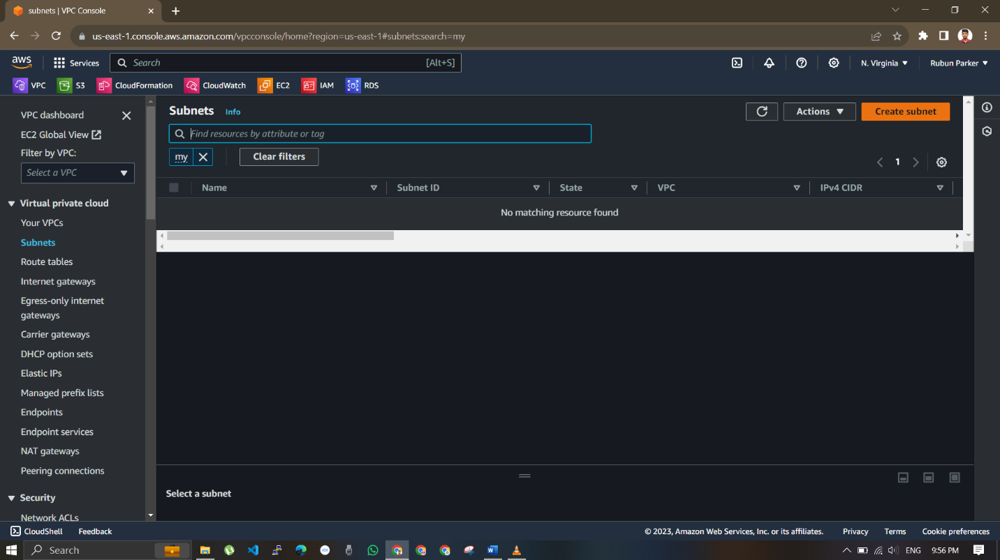 subnets | VPC Console
us-east-1.console.aws.amazon.com/vpcconsole/home?region=us-east-1#subnets:search=my
aws
Services
Search
[Alt+S]
N. Virginia
Rubun Parker
VPC
S3
CloudFormation
CloudWatch
EC2
IAM
RDS
VPC dashboard
EC2 Global View
Filter by VPC:
Select a VPC
Virtual private cloud
Your VPCs
Subnets
Route tables
Internet gateways
Egress-only internet
gateways
Carrier gateways
DHCP option sets
Elastic IPs
Managed prefix lists
Endpoints
Endpoint services
NAT gateways
Peering connections
Security
Network ACLs
Subnets Info
Actions
Create subnet
Find resources by attribute or tag
my
Clear filters
1
Name
Subnet ID
State
VPC
IPv4 CIDR
No matching resource found
Select a subnet
CloudShell
Feedback
© 2023, Amazon Web Services, Inc. or its affiliates.
Privacy
Terms
Cookie preferences
Search
ENG
9:56 PM